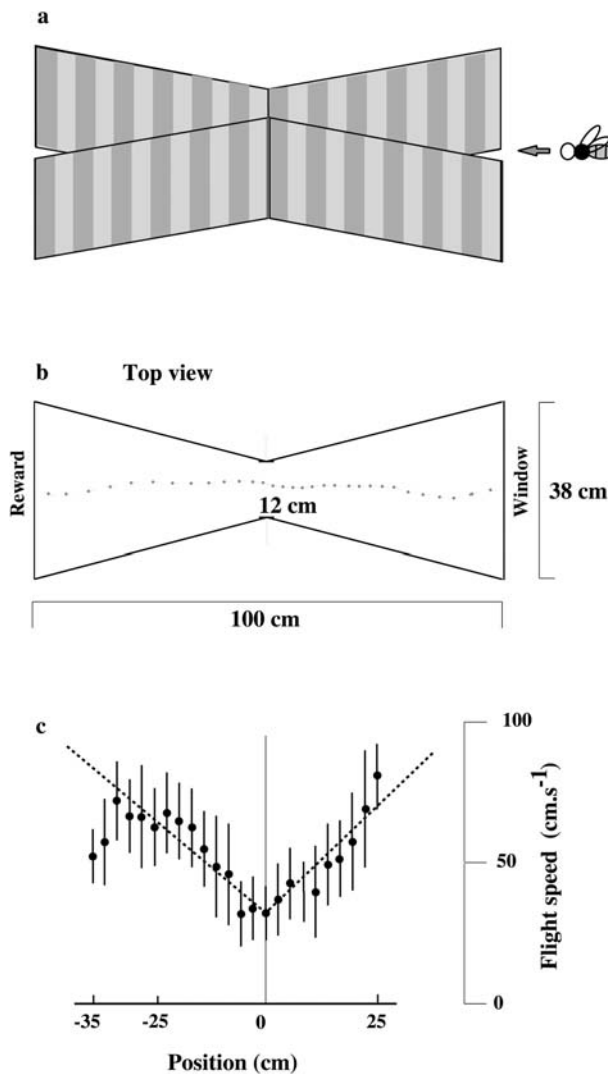 a
b Top view
Reward
12 cm
Window
38 cm
100 cm
c
100
50
0
Flight speed (cm.s⁻¹)
-35 -25 0 25
Position (cm)